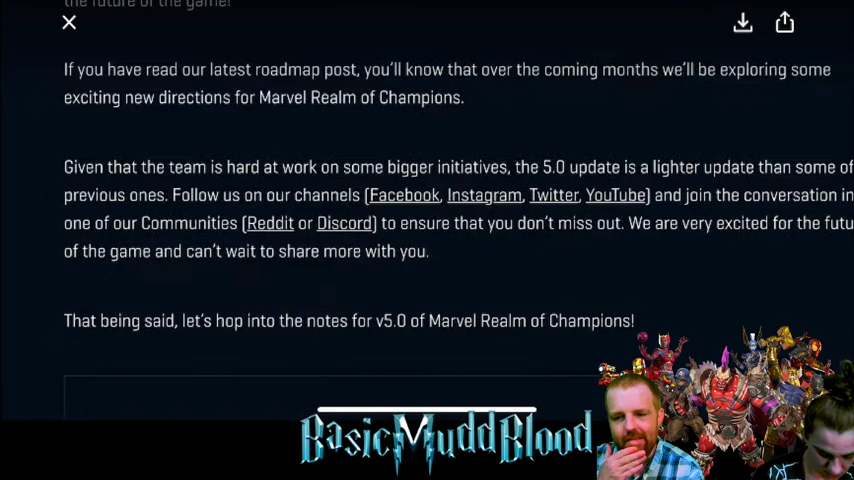 the future of the game!
If you have read our latest roadmap post, you'll know that over the coming months we'll be exploring some
exciting new directions for Marvel Realm of Champions.
Given that the team is hard at work on some bigger initiatives, the 5.0 update is a lighter update than some of
previous ones. Follow us on our channels (Facebook, Instagram, Twitter, YouTube) and join the conversation in
one of our Communities (Reddit or Discord) to ensure that you don't miss out. We are very excited for the futu
of the game and can't wait to share more with you.
That being said, let's hop into the notes for v5.0 of Marvel Realm of Champions!
BasicMuddBlood